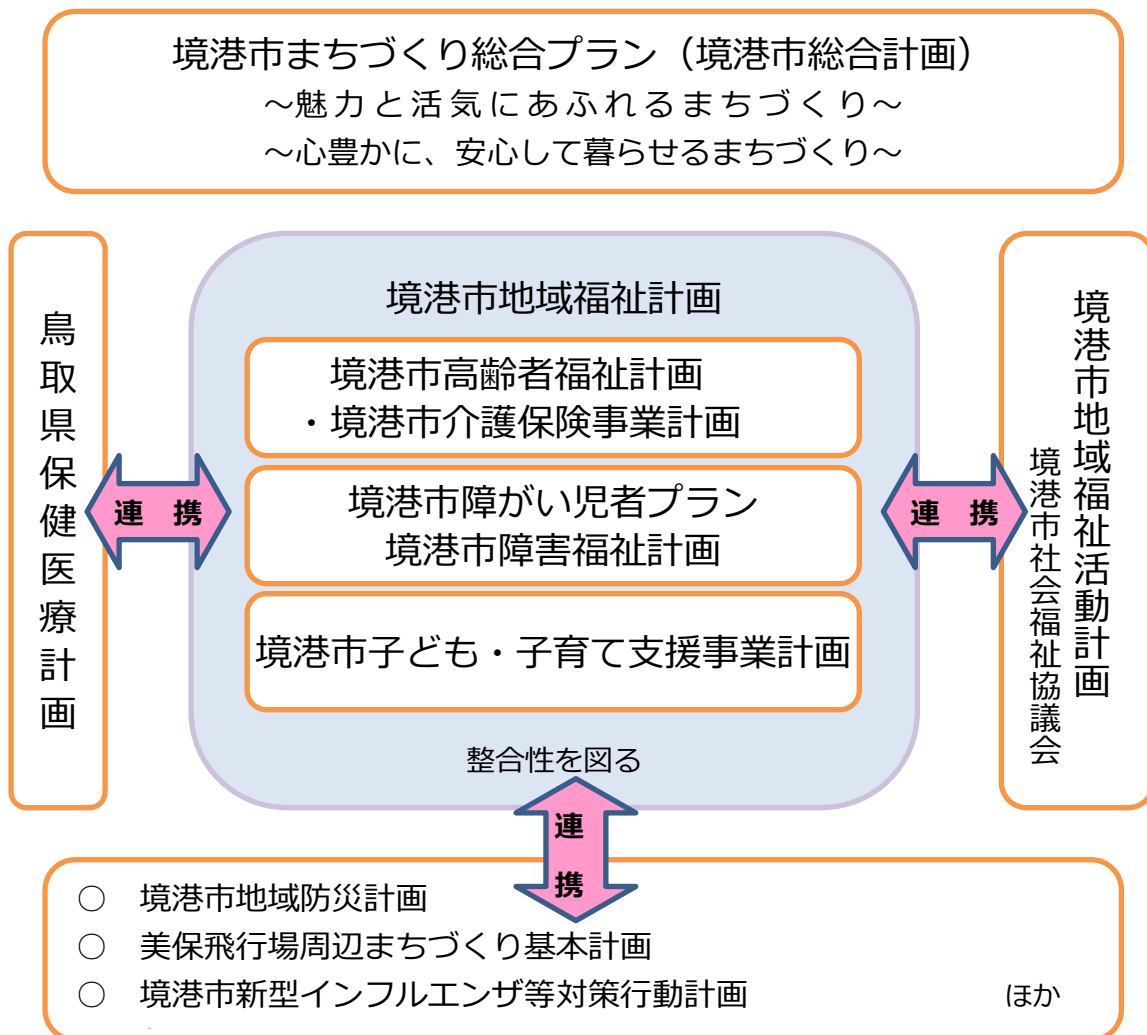 境港市まちづくり総合プラン（境港市総合計画）
～魅力と活気にあふれるまちづくり～
～心豊かに、安心して暮らせるまちづくり～
鳥取県保健医療計画
連　携
境港市地域福祉計画
境港市高齢者福祉計画
・境港市介護保険事業計画
境港市障がい児者プラン
境港市障害福祉計画
境港市子ども・子育て支援事業計画
整合性を図る
連　携
境港市地域福祉活動計画
境港市社会福祉協議会
連
携
○　境港市地域防災計画
○　美保飛行場周辺まちづくり基本計画
○　境港市新型インフルエンザ等対策行動計画　ほか